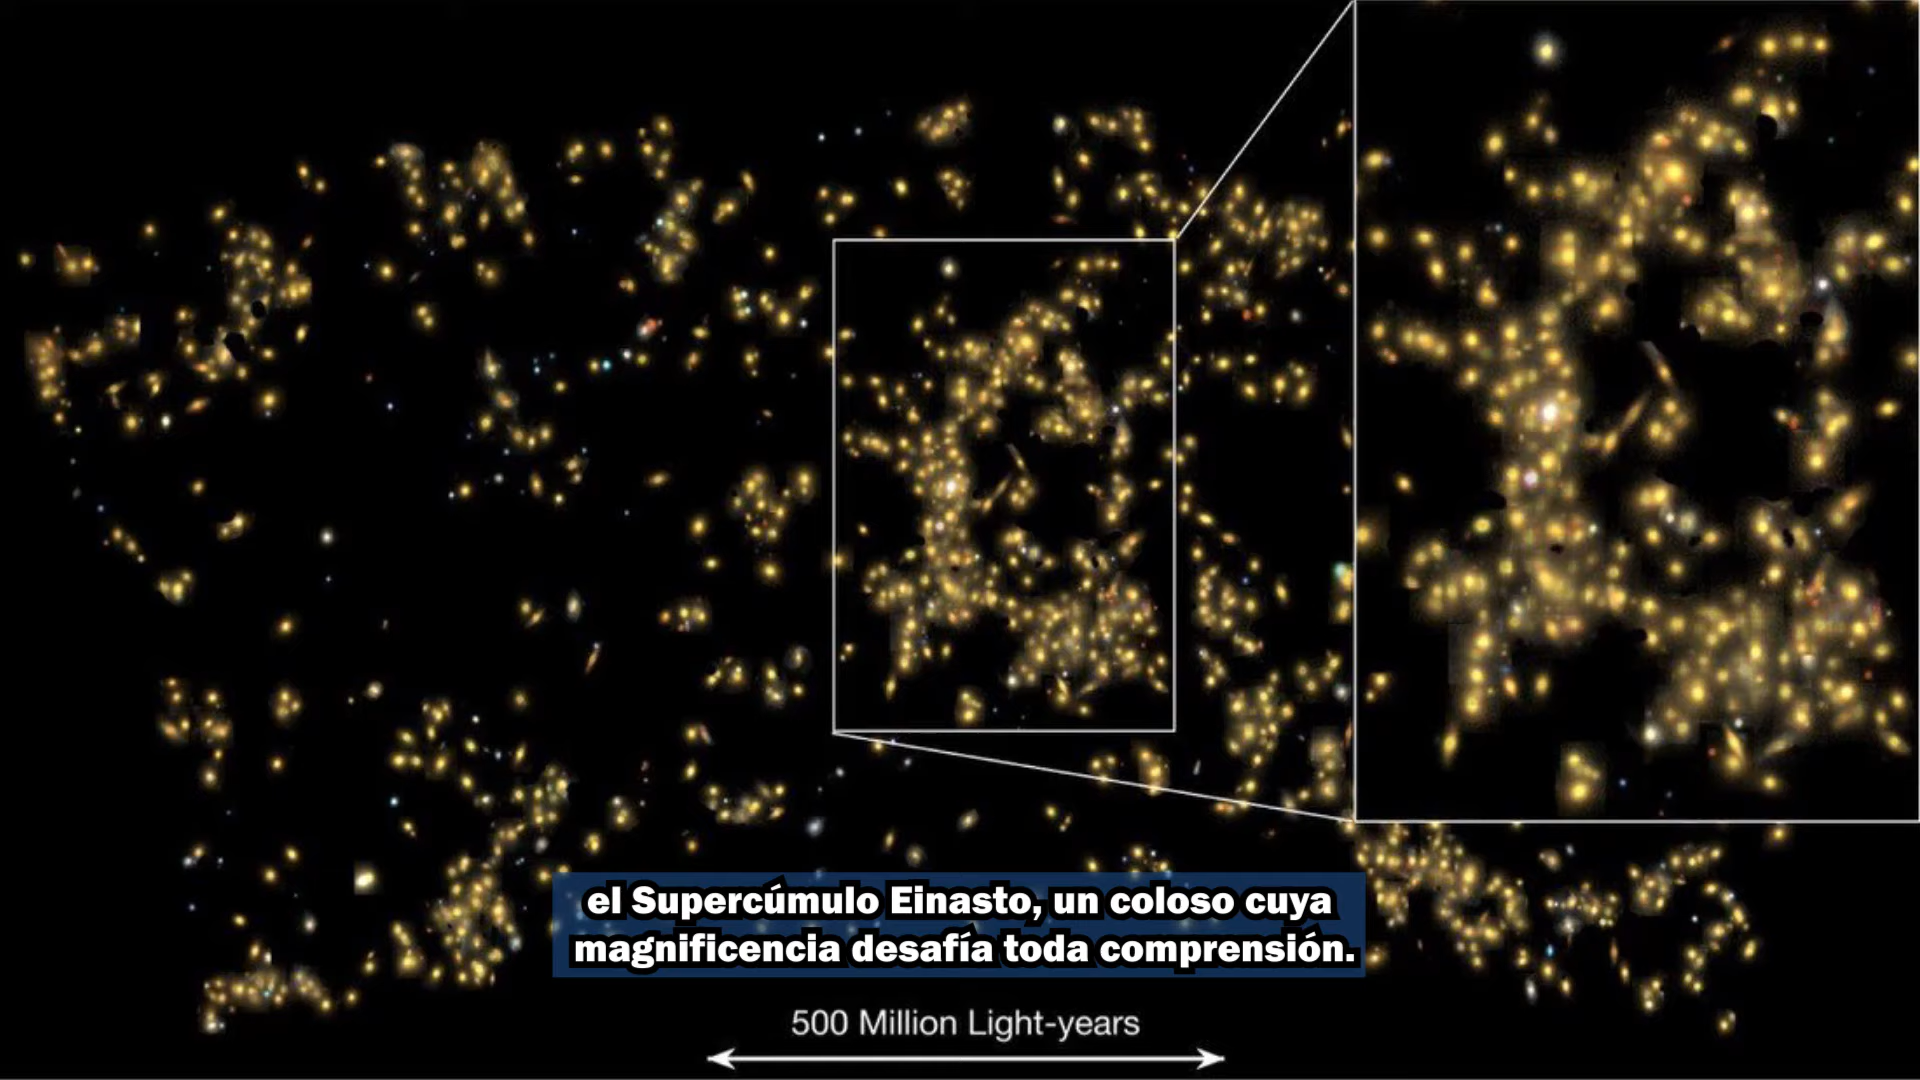 el Supercúmulo Einasto, un coloso cuya
magnificencia desafía toda comprensión.
500 Million Light-years